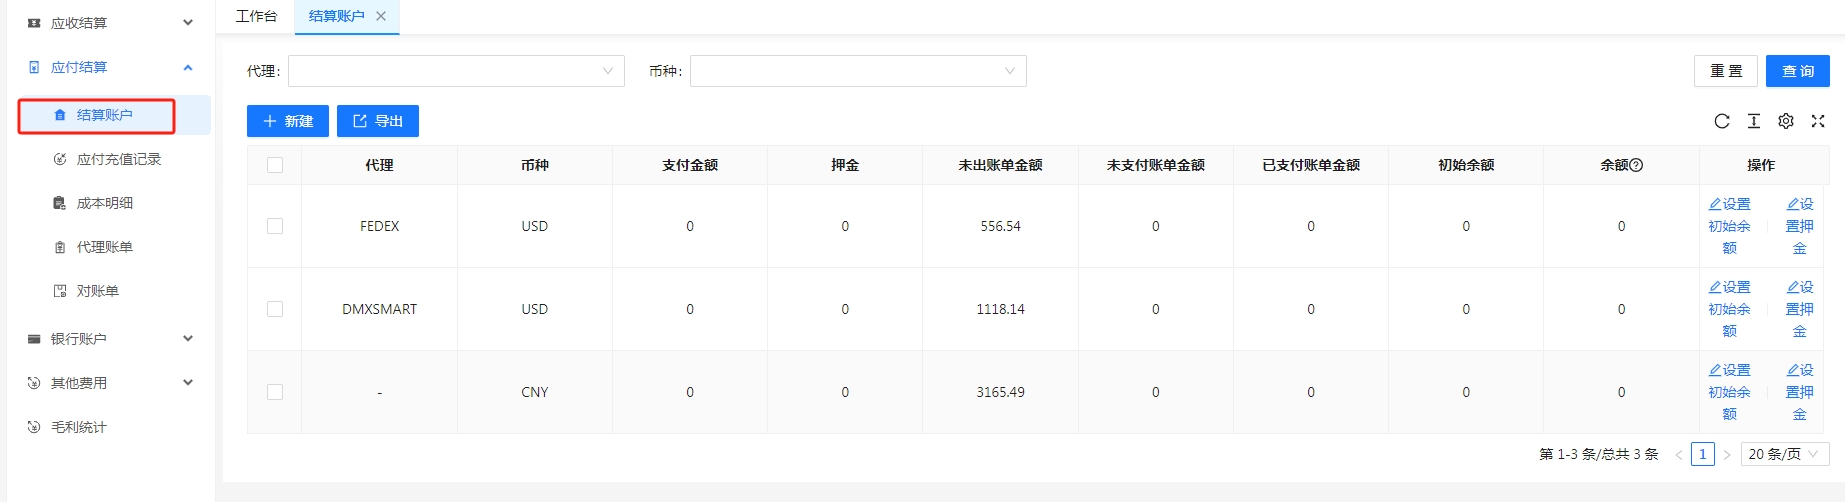 应收结算
应付结算
结算账户
应付充值记录
成本明细
代理账单
对账单
银行账户
其他费用
毛利统计
工作台 结算账户
代理: 币种: 重置 查询
新建 导出
代理 币种 支付金额 押金 未出账单金额 未支付账单金额 已支付账单金额 初始余额 余额 操作
FEDEX USD 0 0 556.54 0 0 0 0 设置初始余额 设置押金
DMXSMART USD 0 0 1118.14 0 0 0 0 设置初始余额 设置押金
- CNY 0 0 3165.49 0 0 0 0 设置初始余额 设置押金
第 1-3 条/总共 3 条 < 1 > 20 条/页